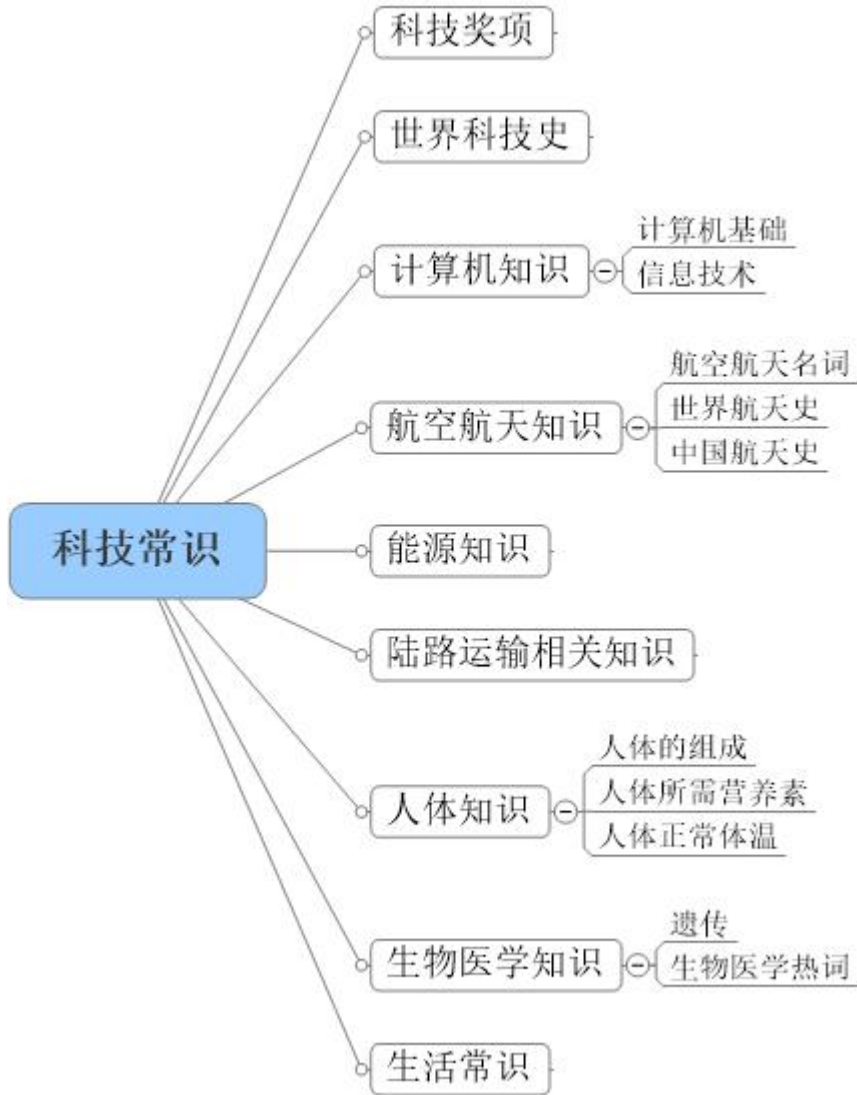 科技奖项
世界科技史
计算机知识
计算机基础
信息技术
航空航天知识
航空航天名词
世界航天史
中国航天史
科技常识
能源知识
陆路运输相关知识
人体知识
人体的组成
人体所需营养素
人体正常体温
生物医学知识
遗传
生物医学热词
生活常识